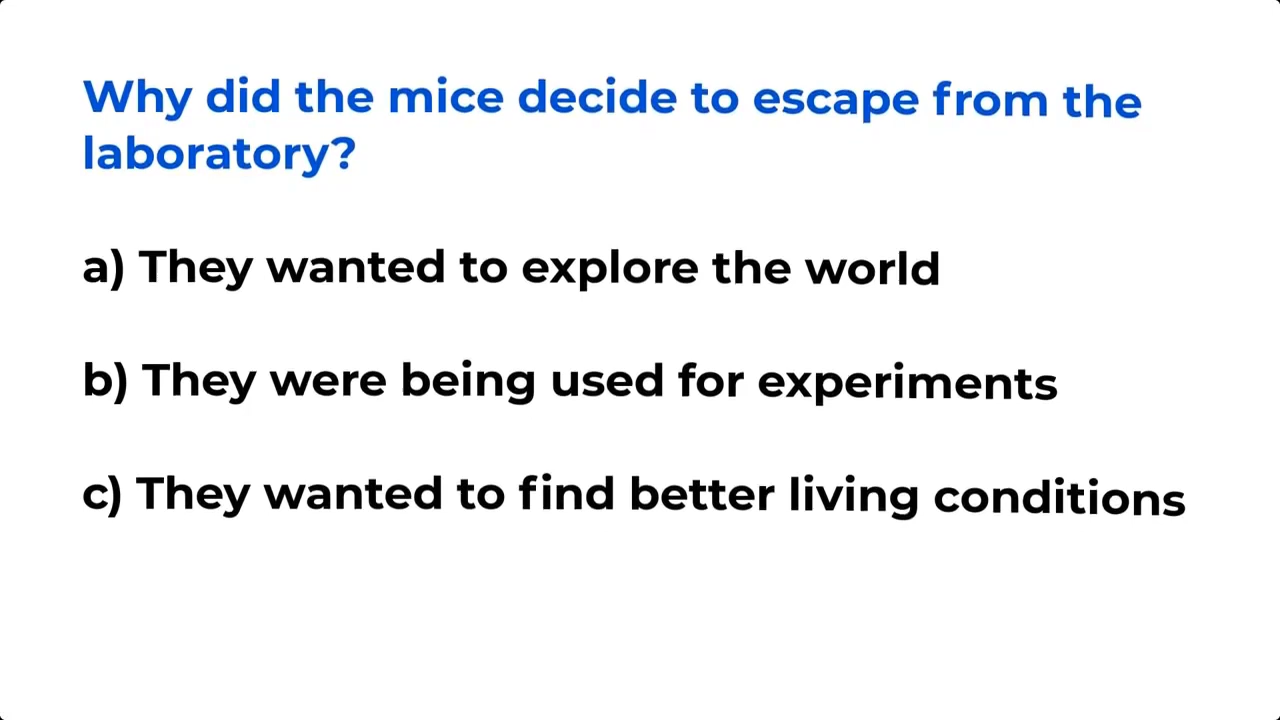 Why did the mice decide to escape from the
laboratory?
a) They wanted to explore the world
b) They were being used for experiments
c) They wanted to find better living conditions